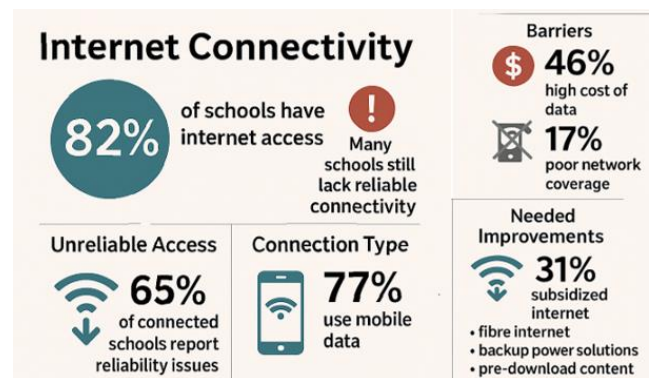 Internet Connectivity
82%
of schools have
internet access
!
Many
schools still
lack reliable
connectivity
Barriers
$
46%
high cost of
data
17%
poor network
coverage
Unreliable Access
65%
of connected
schools report
reliability issues
Connection Type
77%
use mobile
data
Needed
Improvements
31%
subsidized
internet
• fibre internet
• backup power solutions
• pre-download content